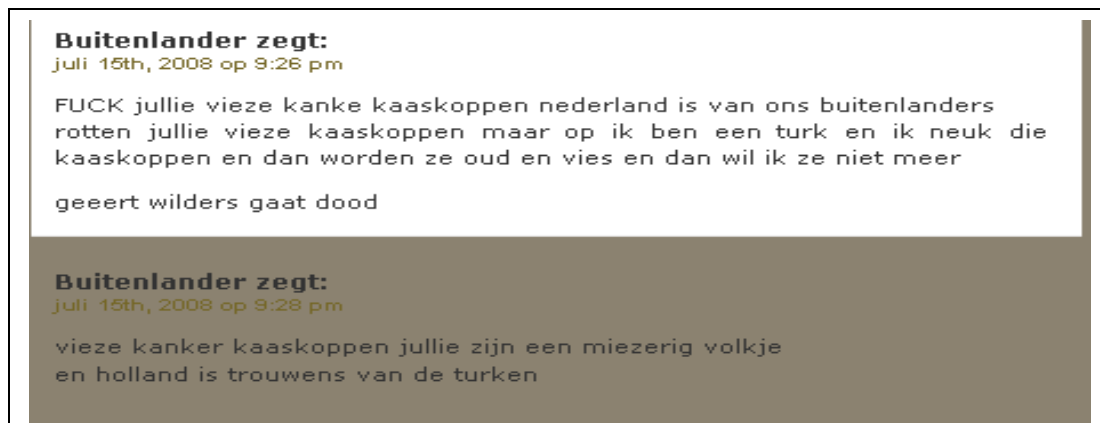 Buitenlander zegt:
juli 15th, 2008 op 9:26 pm
FUCK jullie vieze kanke kaaskoppen nederland is van ons buitenlanders
rotten jullie vieze kaaskoppen maar op ik ben een turk en ik neuk die
kaaskoppen en dan worden ze oud en vies en dan wil ik ze niet meer
geeert wilders gaat dood
Buitenlander zegt:
juli 15th, 2008 op 9:28 pm
vieze kanker kaaskoppen jullie zijn een miezerig volkje
en holland is trouwens van de turken